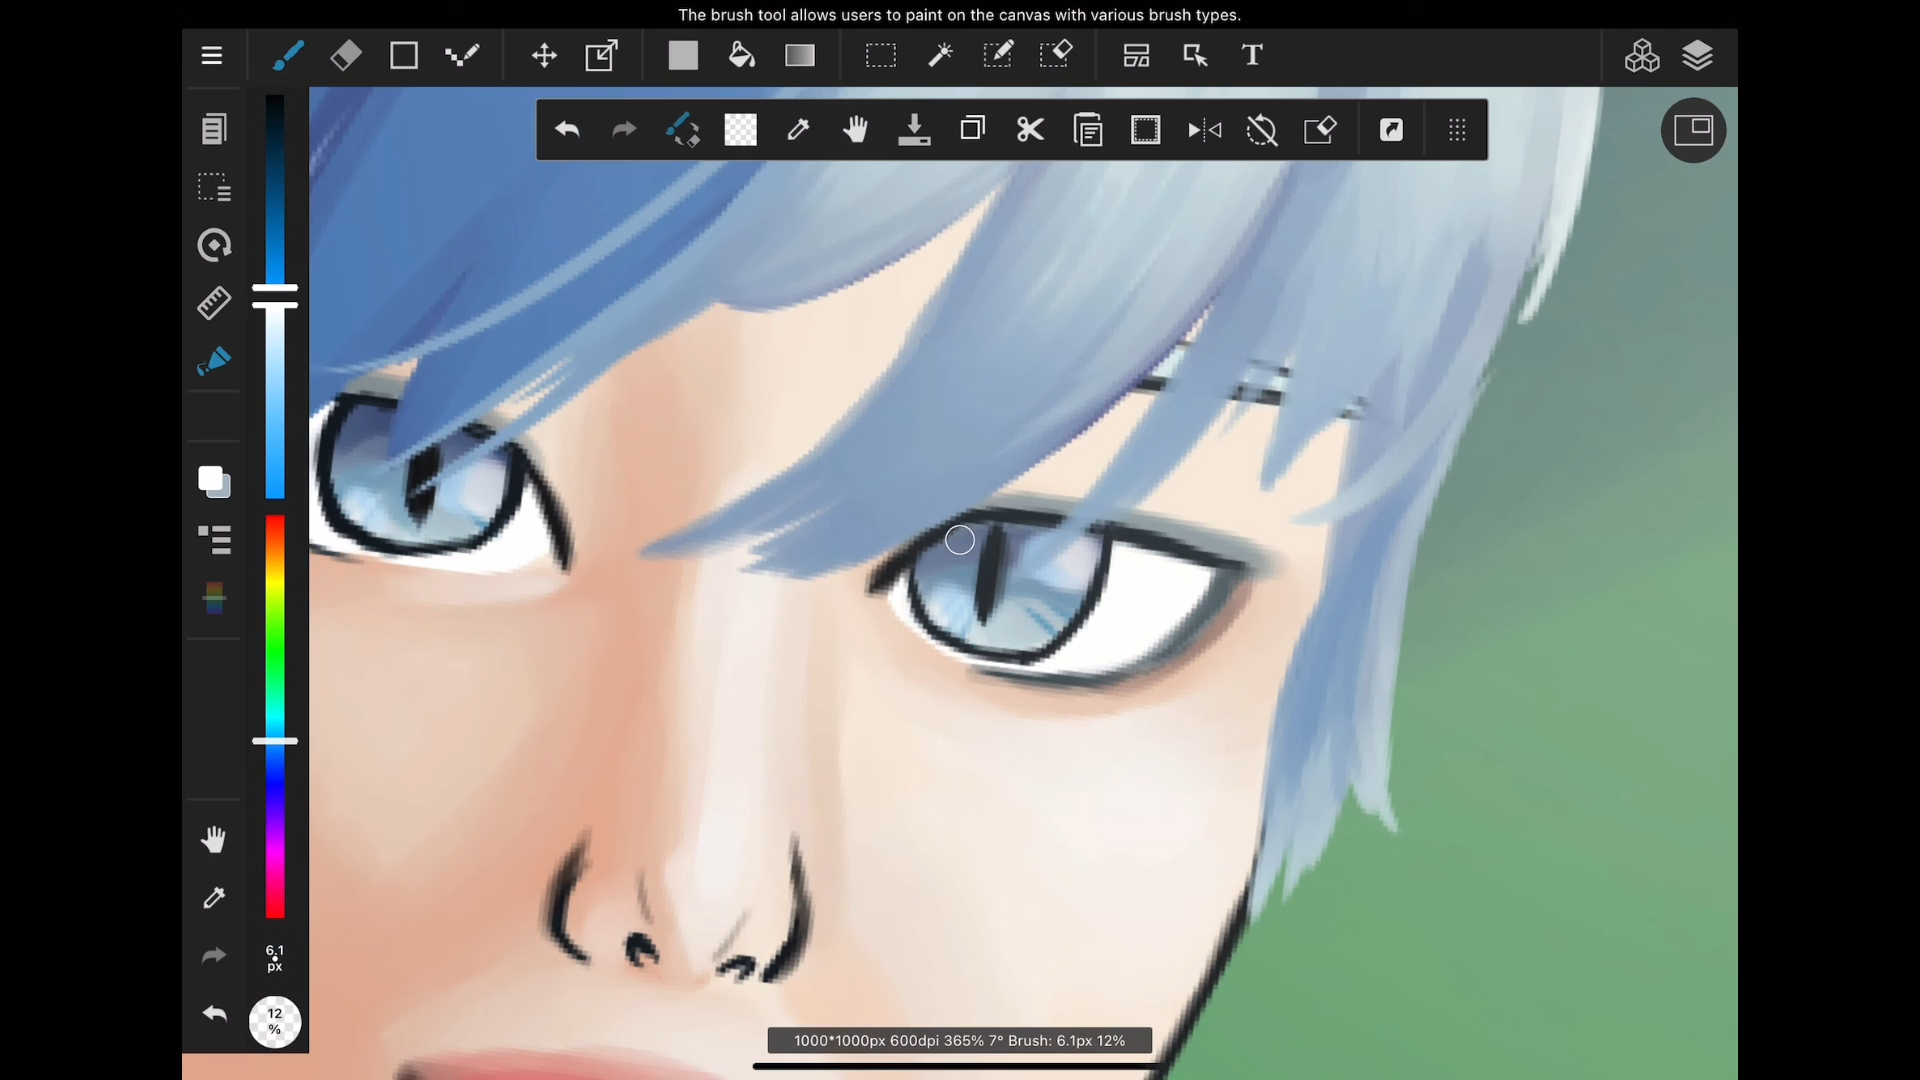 The brush tool allows users to paint on the canvas with various brush types.
T
6.1
px
12
%
1000*1000px 600dpi 365% 7° Brush: 6.1px 12%